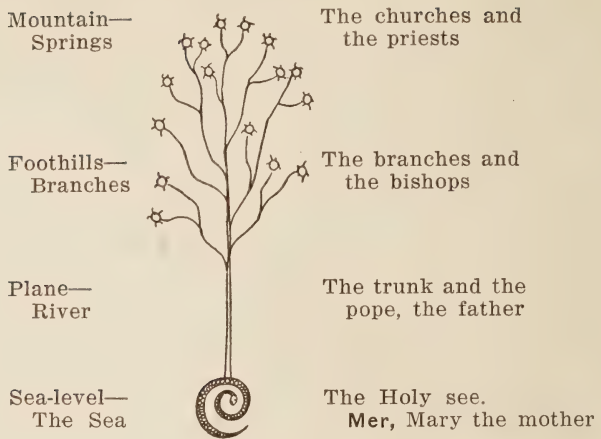 Mountain—
Springs
The churches and
the priests
Foothills—
Branches
The branches and
the bishops
Plane—
River
The trunk and the
pope, the father
Sea-level—
The Sea
The Holy see.
Mer, Mary the mother